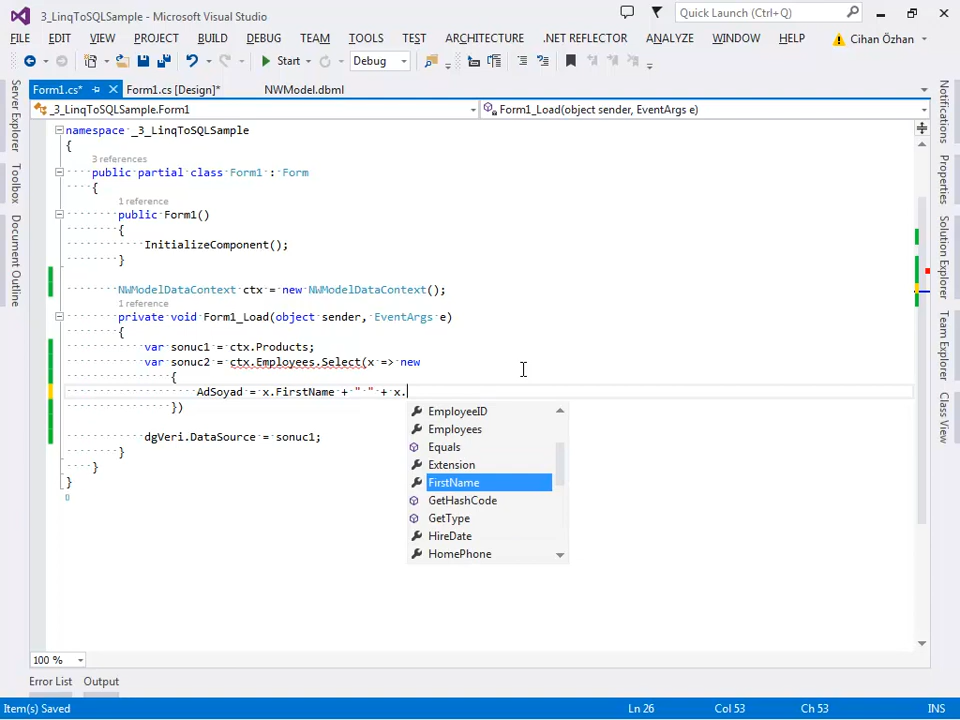 3_LinqToSQLSample - Microsoft Visual Studio
Quick Launch (Ctrl+Q)
FILE EDIT VIEW PROJECT BUILD DEBUG TEAM TOOLS TEST ARCHITECTURE .NET REFLECTOR ANALYZE WINDOW HELP Cihan Özhan
Start Debug
Form1.cs* Form1.cs [Design]* NWModel.dbml
_3_LinqToSQLSample.Form1 Form1_Load(object sender, EventArgs e)
Server Explorer
Toolbox
Document Outline
namespace _3_LinqToSQLSample
{
3 references
public partial class Form1 : Form
{
1 reference
public Form1()
{
InitializeComponent();
}
NWModelDataContext ctx = new NWModelDataContext();
1 reference
private void Form1_Load(object sender, EventArgs e)
{
var sonuc1 = ctx.Products;
var sonuc2 = ctx.Employees.Select(x => new
{
AdSoyad = x.FirstName + " " + x.
})
dgVeri.DataSource = sonuc1;
}
}
}
EmployeeID
Employees
Equals
Extension
FirstName
GetHashCode
GetType
HireDate
HomePhone
Notifications
Properties
Solution Explorer
Team Explorer
Class View
100 %
Error List Output
Item(s) Saved Ln 26 Col 53 Ch 53 INS